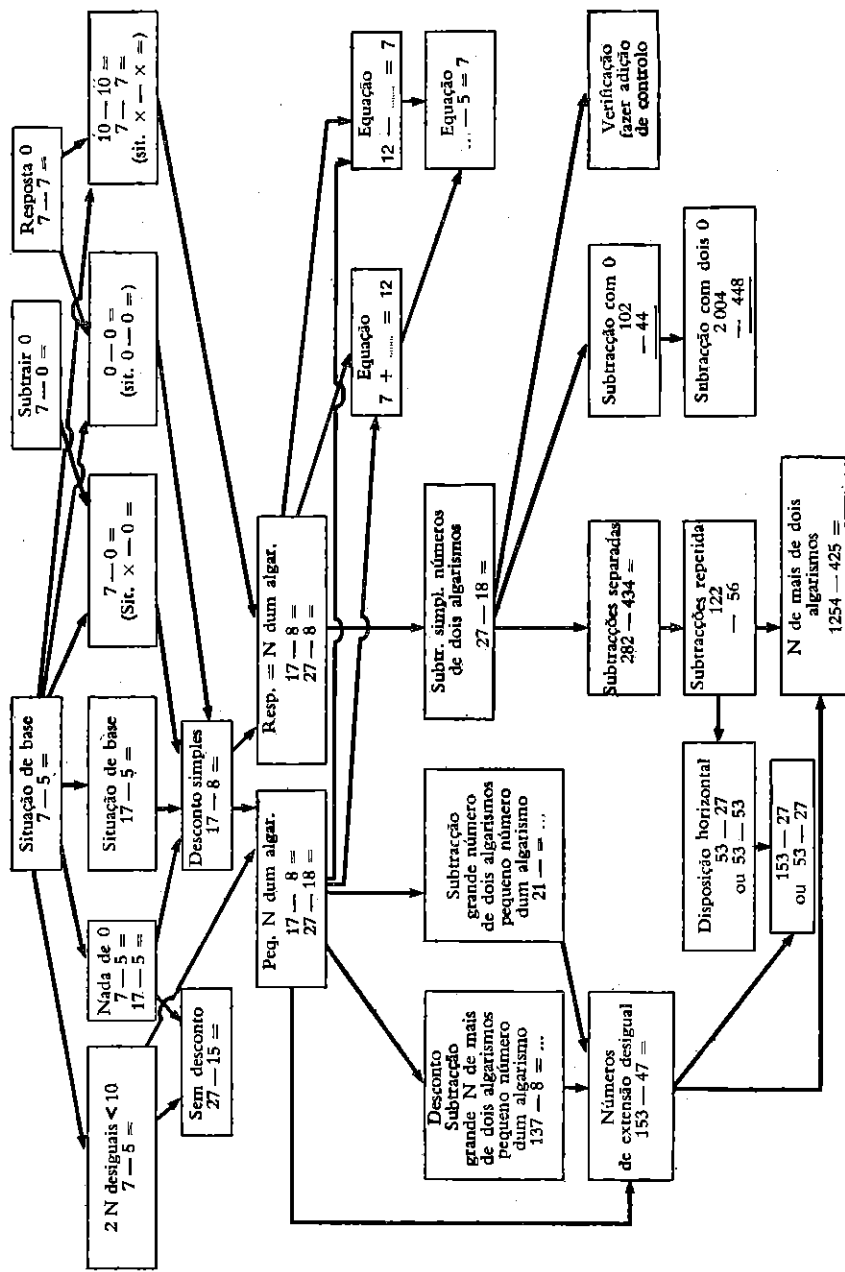 Situação de base
7 — 5 =
Subtrair 0
7 — 0 =
Resposta 0
7 — 7 =
2 N desiguais < 10
7 — 5 =
Nada de 0
7 — 5 =
17 — 5 =
Situação de base
17 — 5 =
7 — 0 =
(Sit. x — 0 =)
0 — 0 =
(sit. 0 — 0 =)
10 — 10 =
7 — 7 =
(sit. x — x =)
Sem desconto
27 — 15 =
Desconto simples
17 — 8 =
Peq. N dum algar.
17 — 8 =
27 — 18 =
Resp. = N dum algar.
17 — 8 =
27 — 8 =
Equação
7 + ..... = 12
Equação
12 — ..... = 7
Equação
... — 5 = 7
Desconto
Subtracção
grande N de mais
de dois algarismos
pequeno número
dum algarismo
137 — 8 = ...
Subtracção
grande número
de dois algarismos
pequeno número
dum algarismo
21 — = ...
Subtr. simpl. números
de dois algarismos
27 — 18 =
Números
de extensão desigual
153 — 47 =
Subtracções separadas
282 — 434 =
Subtracção com 0
102
— 44
Verificação
fazer adição
de controlo
Disposição horizontal
53 — 27
ou 53 — 53
Subtracções repetida
122
— 56
Subracção com dois 0
2 004
— 448
153 — 27
ou 53 — 27
N de mais de dois
algarismos
1254 — 425 =